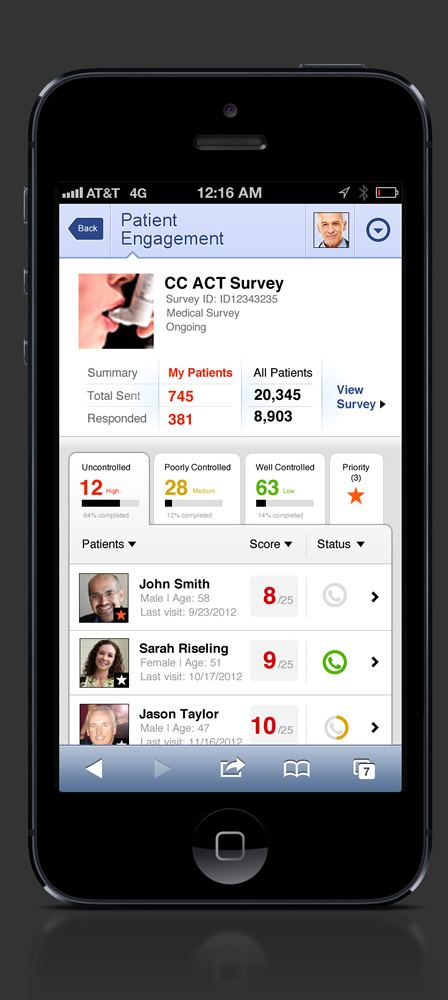 AT&T 4G 12:16 AM
Back
Patient
Engagement
CC ACT Survey
Survey ID: ID12343235
Medical Survey
Ongoing
Summary My Patients All Patients
Total Sent 745 20,345
Responded 381 8,903
View
Survey
Uncontrolled Poorly Controlled Well Controlled Priority
(3)
12 High 28 Medium 63 Low
64% completed 12% completed 14% completed
Patients Score Status
John Smith
Male | Age: 58
Last visit: 9/23/2012
8/25
Sarah Riseling
Female | Age: 51
Last visit: 10/17/2012
9/25
Jason Taylor
Male | Age: 47
Last visit: 11/16/2012
10/25
7